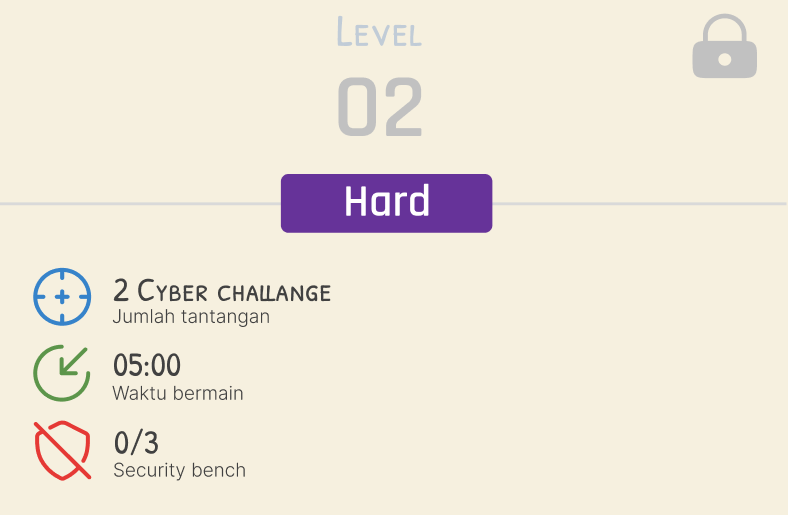 Level
02
Hard
2 Cyber challange
Jumlah tantangan
05:00
Waktu bermain
0/3
Security bench